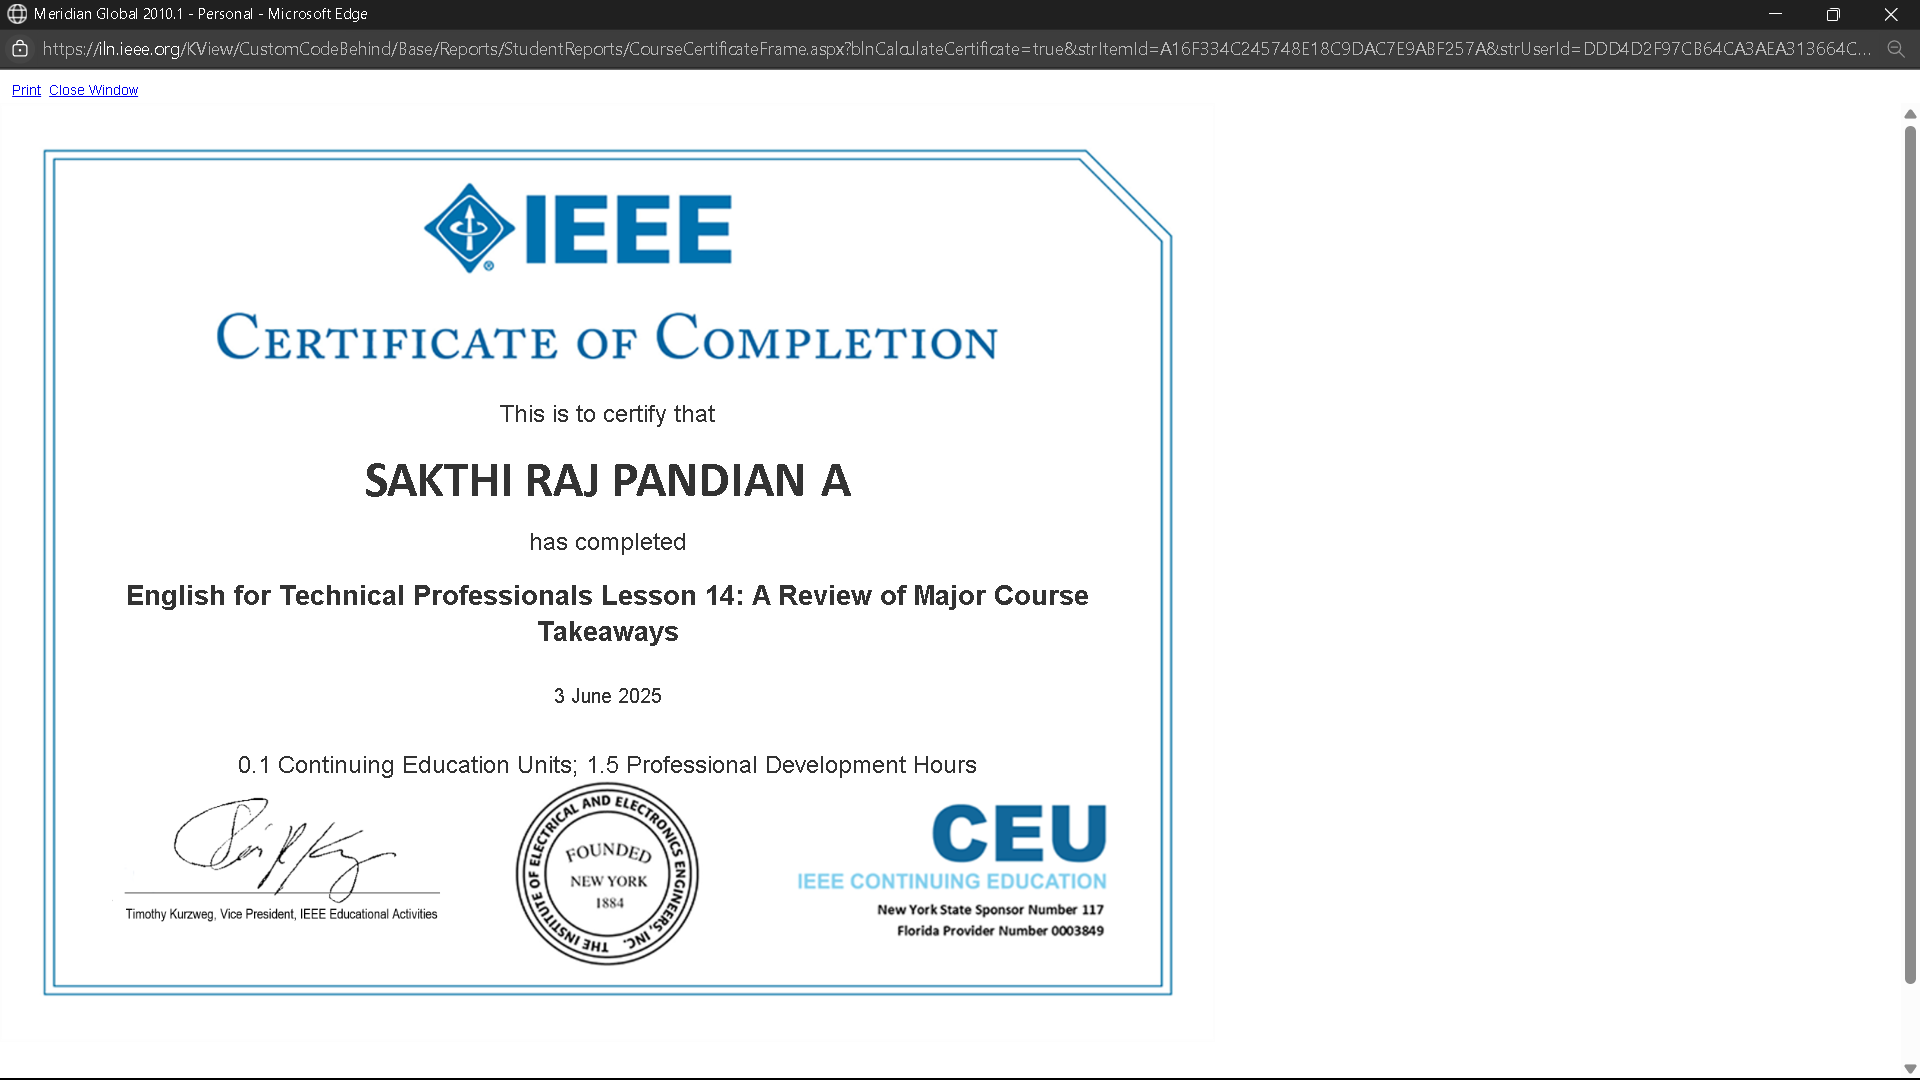 Meridian Global 2010.1 - Personal - Microsoft Edge
https://iln.ieee.org/KView/CustomCodeBehind/Base/Reports/StudentReports/CourseCertificateFrame.aspx?blnCalculateCertificate=true&strItemId=A16F334C245748E18C9DAC7E9ABF257A&strUserId=DDD4D2F97CB64CA3AEA313664C...
Print Close Window
IEEE
CERTIFICATE OF COMPLETION
This is to certify that
SAKTHI RAJ PANDIAN A
has completed
English for Technical Professionals Lesson 14: A Review of Major Course
Takeaways
3 June 2025
0.1 Continuing Education Units; 1.5 Professional Development Hours
Timothy Kurzweg, Vice President, IEEE Educational Activities
THE INSTITUTE OF ELECTRICAL AND ELECTRONICS ENGINEERS, INC.
FOUNDED
NEW YORK
1884
CEU
IEEE CONTINUING EDUCATION
New York State Sponsor Number 117
Florida Provider Number 0003849